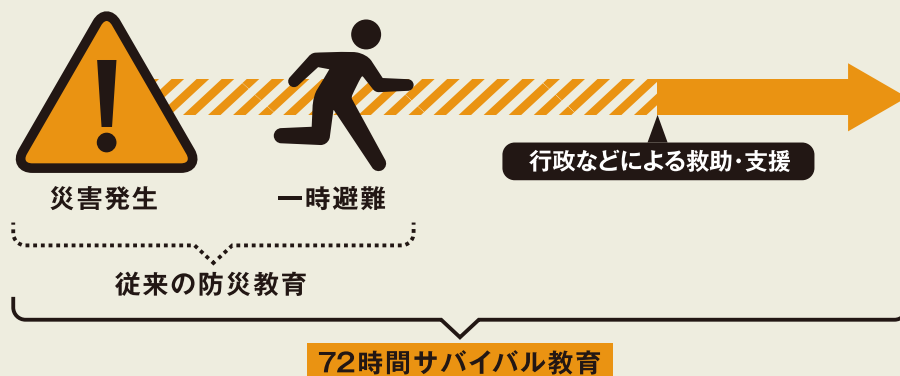 !
災害発生
一時避難
行政などによる救助・支援
従来の防災教育
72時間サバイバル教育